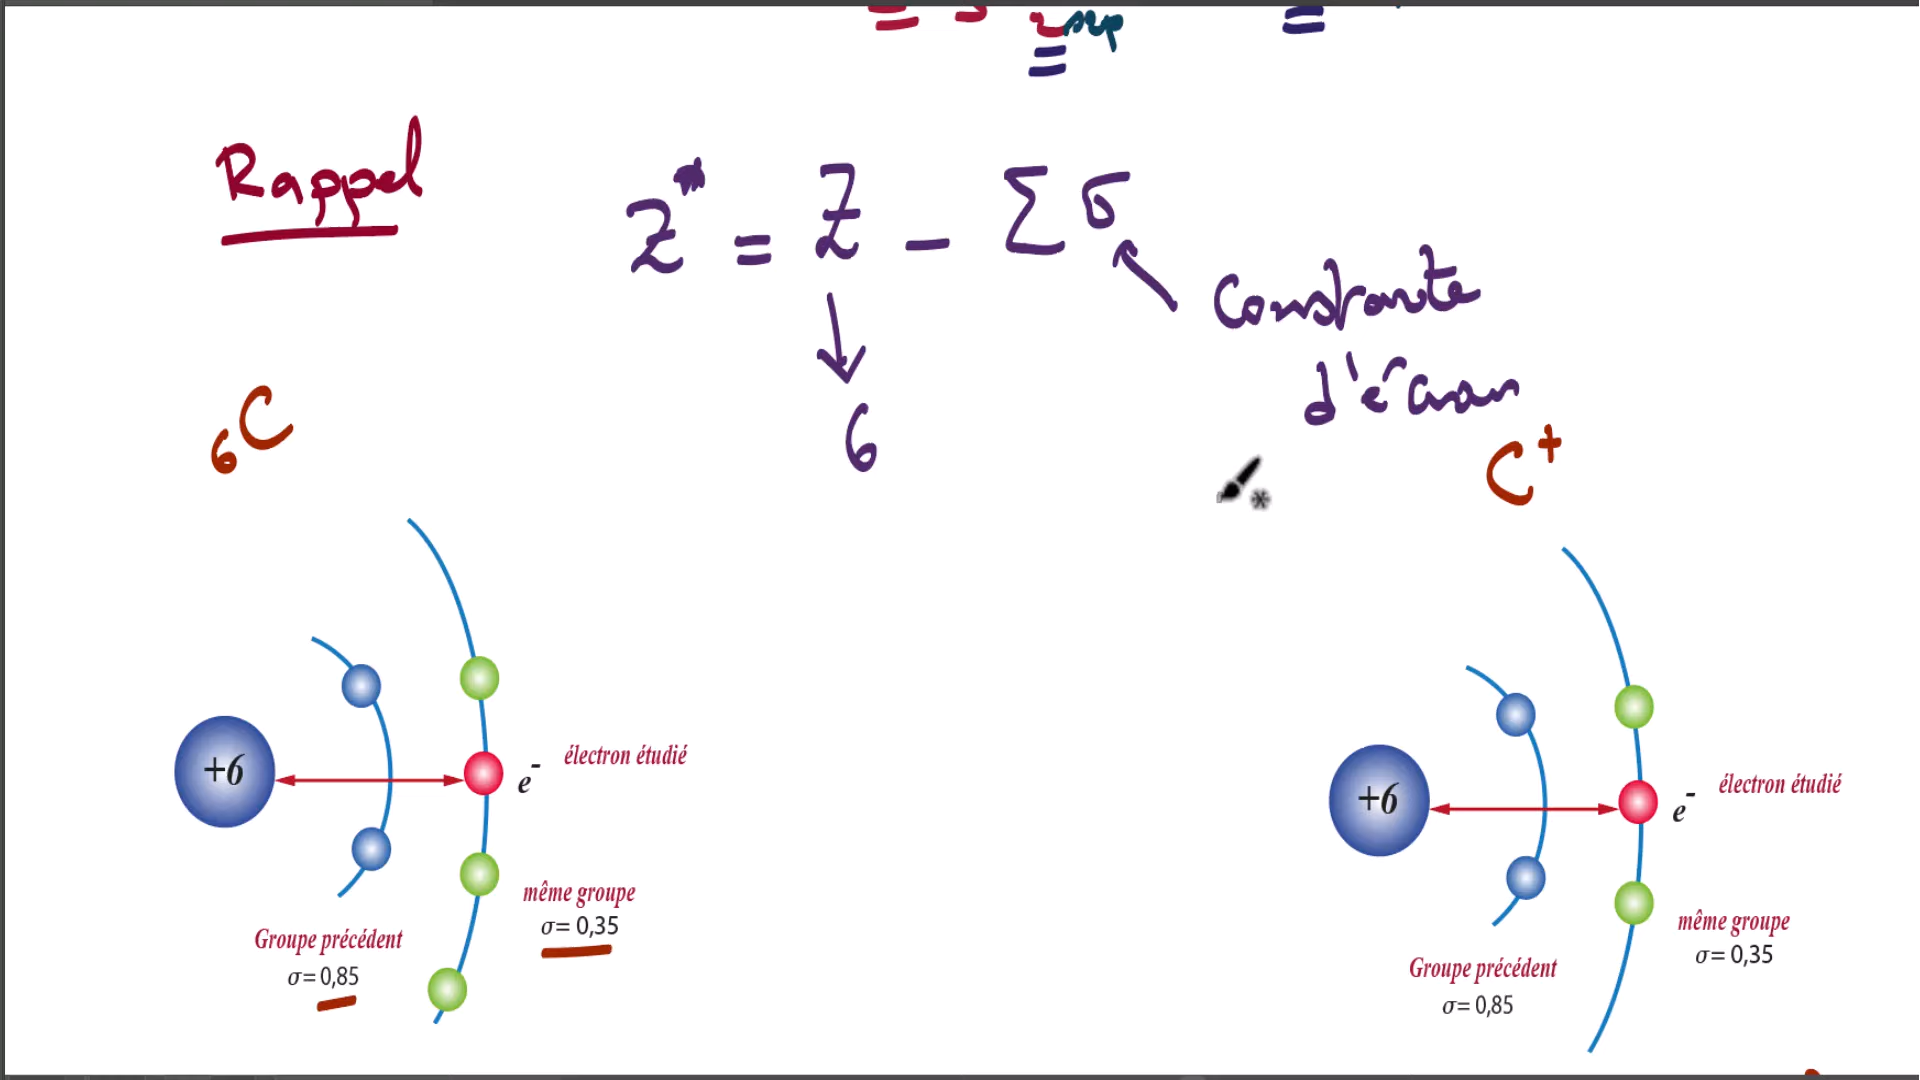 sup
Rappel
Z* = Z - Σσ
Constante
d'écran
6
6C
C+
+6
e- électron étudié
même groupe
σ= 0,35
Groupe précédent
σ= 0,85
+6
e- électron étudié
même groupe
σ= 0,35
Groupe précédent
σ= 0,85